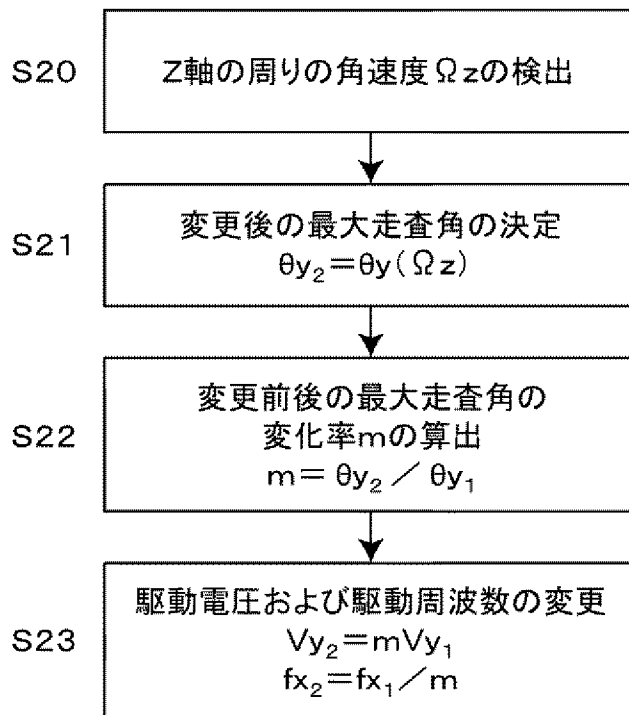 S20
Z軸の周りの角速度Ωzの検出
S21
変更後の最大走査角の決定
θy₂=θy(Ωz)
S22
変更前後の最大走査角の
変化率mの算出
m= θy₂／θy₁
S23
駆動電圧および駆動周波数の変更
Vy₂=mVy₁
fx₂=fx₁／m